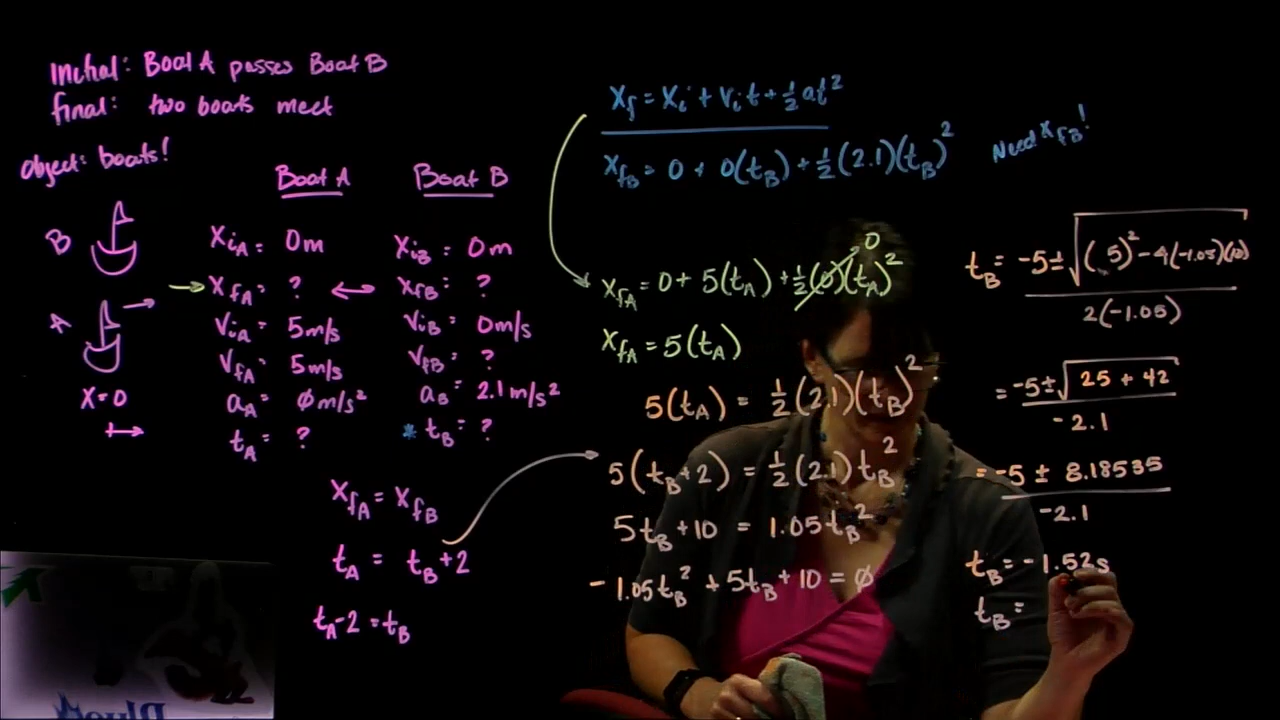 Initial: Boat A passes Boat B
final: two boats meet
object: boats!
Boat A Boat B
B
A
X=0
XiA = 0m XiB = 0m
XfA = ? ↔ XfB = ?
ViA = 5m/s ViB = 0m/s
VfA = 5m/s VfB = ?
aA = 0m/s² aB = 2.1m/s²
tA = ? * tB = ?
XfA = XfB
tA = tB+2
tA-2 = tB
Xf = Xi + Vit + ½at²
XfB = 0 + 0(tB) + ½(2.1)(tB)²
Need XfB!
XfA = 0 + 5(tA) + ½(0)(tA)² 0
XfA = 5(tA)
5(tA) = ½(2.1)(tB)²
5(tB+2) = ½(2.1)tB²
5tB+10 = 1.05tB²
-1.05tB² + 5tB+10 = 0
tB = -5±√(5)²-4(-1.05)(10)
2(-1.05)
= -5±√25 + 42
-2.1
= -5 ± 8.18535
-2.1
tB = -1.52s
tB =